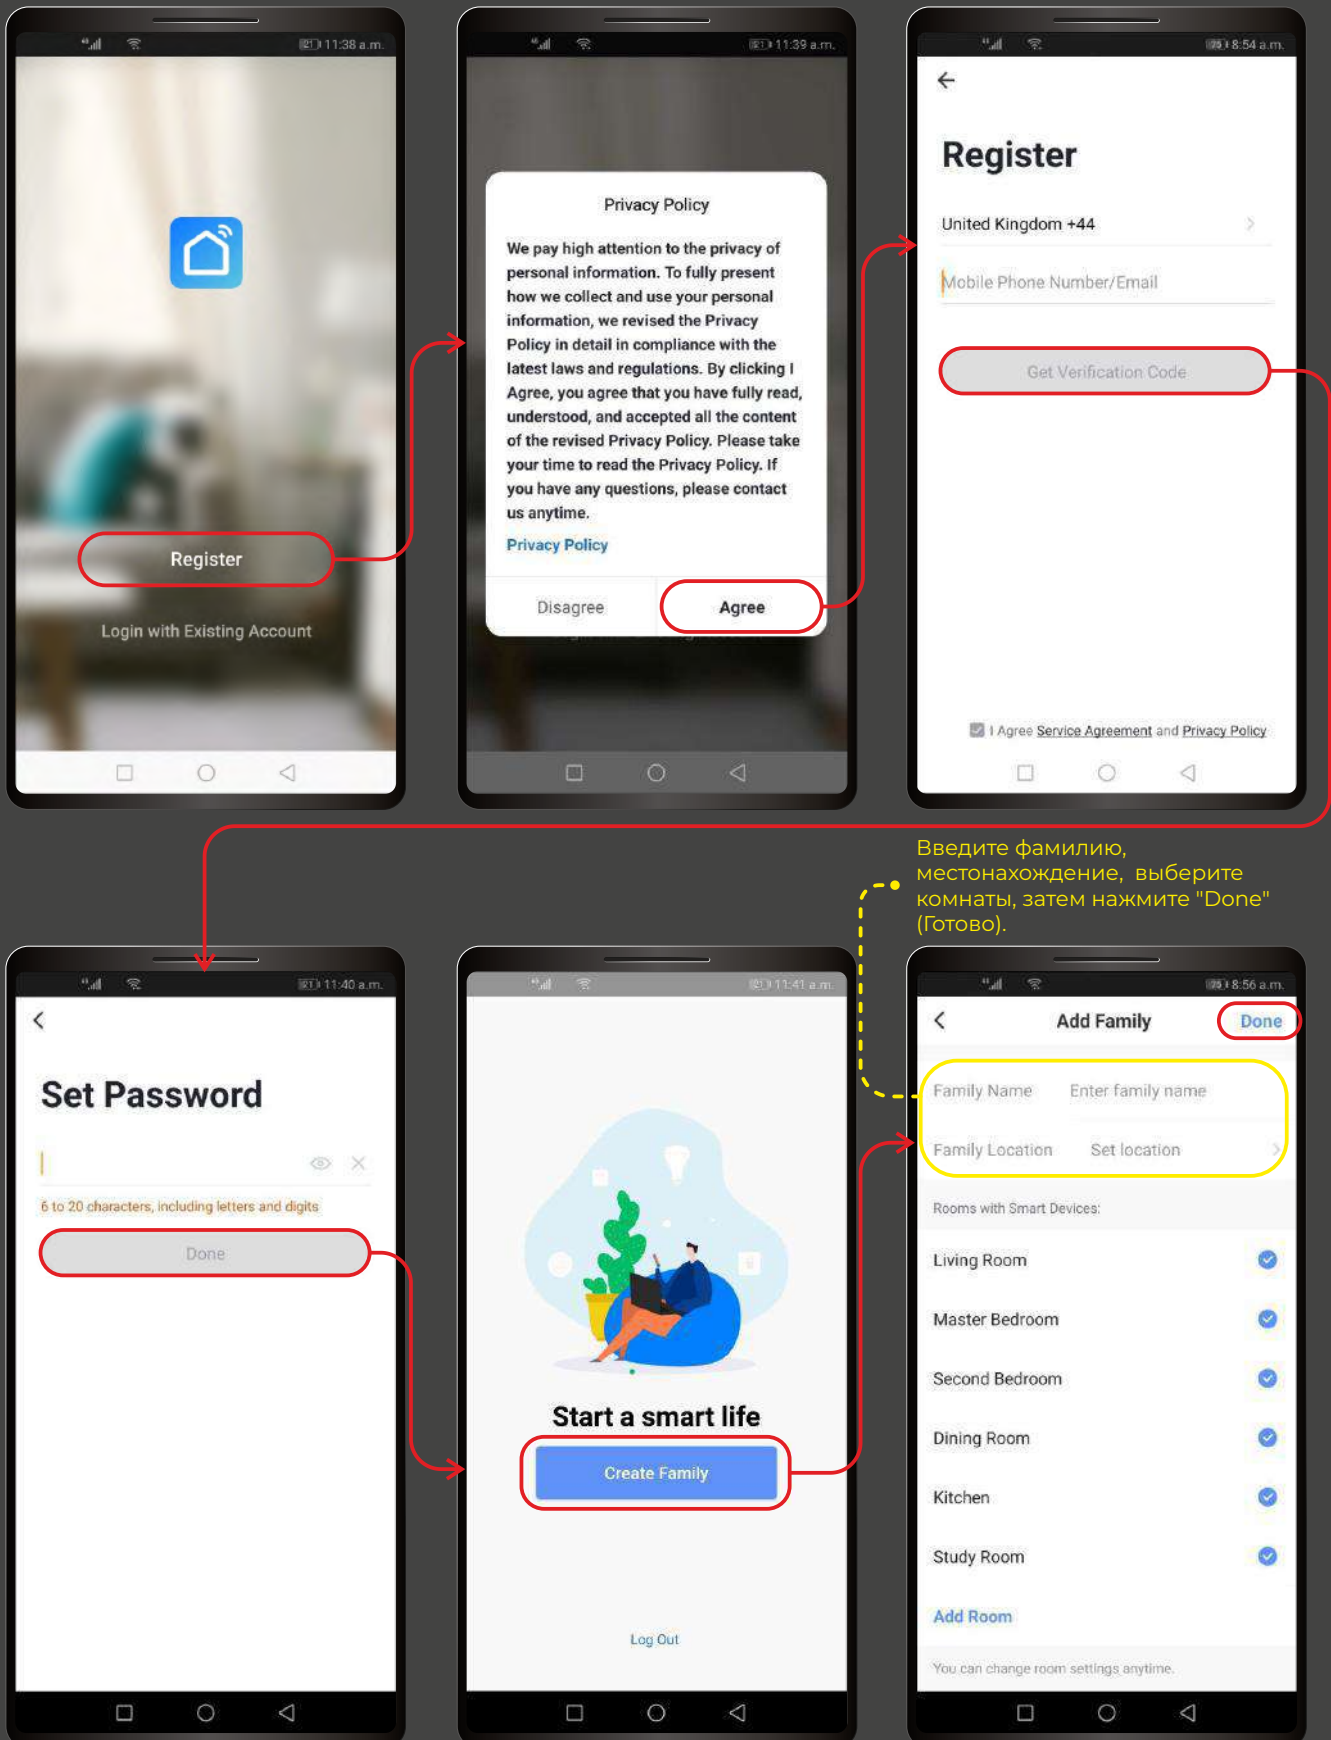 11:38 a.m.
Register
Login with Existing Account
11:39 a.m.
Privacy Policy
We pay high attention to the privacy of
personal information. To fully present
how we collect and use your personal
information, we revised the Privacy
Policy in detail in compliance with the
latest laws and regulations. By clicking I
Agree, you agree that you have fully read,
understood, and accepted all the content
of the revised Privacy Policy. Please take
your time to read the Privacy Policy. If
you have any questions, please contact
us anytime.
Privacy Policy
Disagree
Agree
8:54 a.m.
Register
United Kingdom +44
Mobile Phone Number/Email
Get Verification Code
I Agree Service Agreement and Privacy Policy
Введите фамилию,
местонахождение, выберите
комнаты, затем нажмите "Done"
(Готово).
11:40 a.m.
Set Password
6 to 20 characters, including letters and digits
Done
11:41 a.m.
Start a smart life
Create Family
Log Out
8:56 a.m.
Add Family Done
Family Name Enter family name
Family Location Set location
Rooms with Smart Devices:
Living Room
Master Bedroom
Second Bedroom
Dining Room
Kitchen
Study Room
Add Room
You can change room settings anytime.